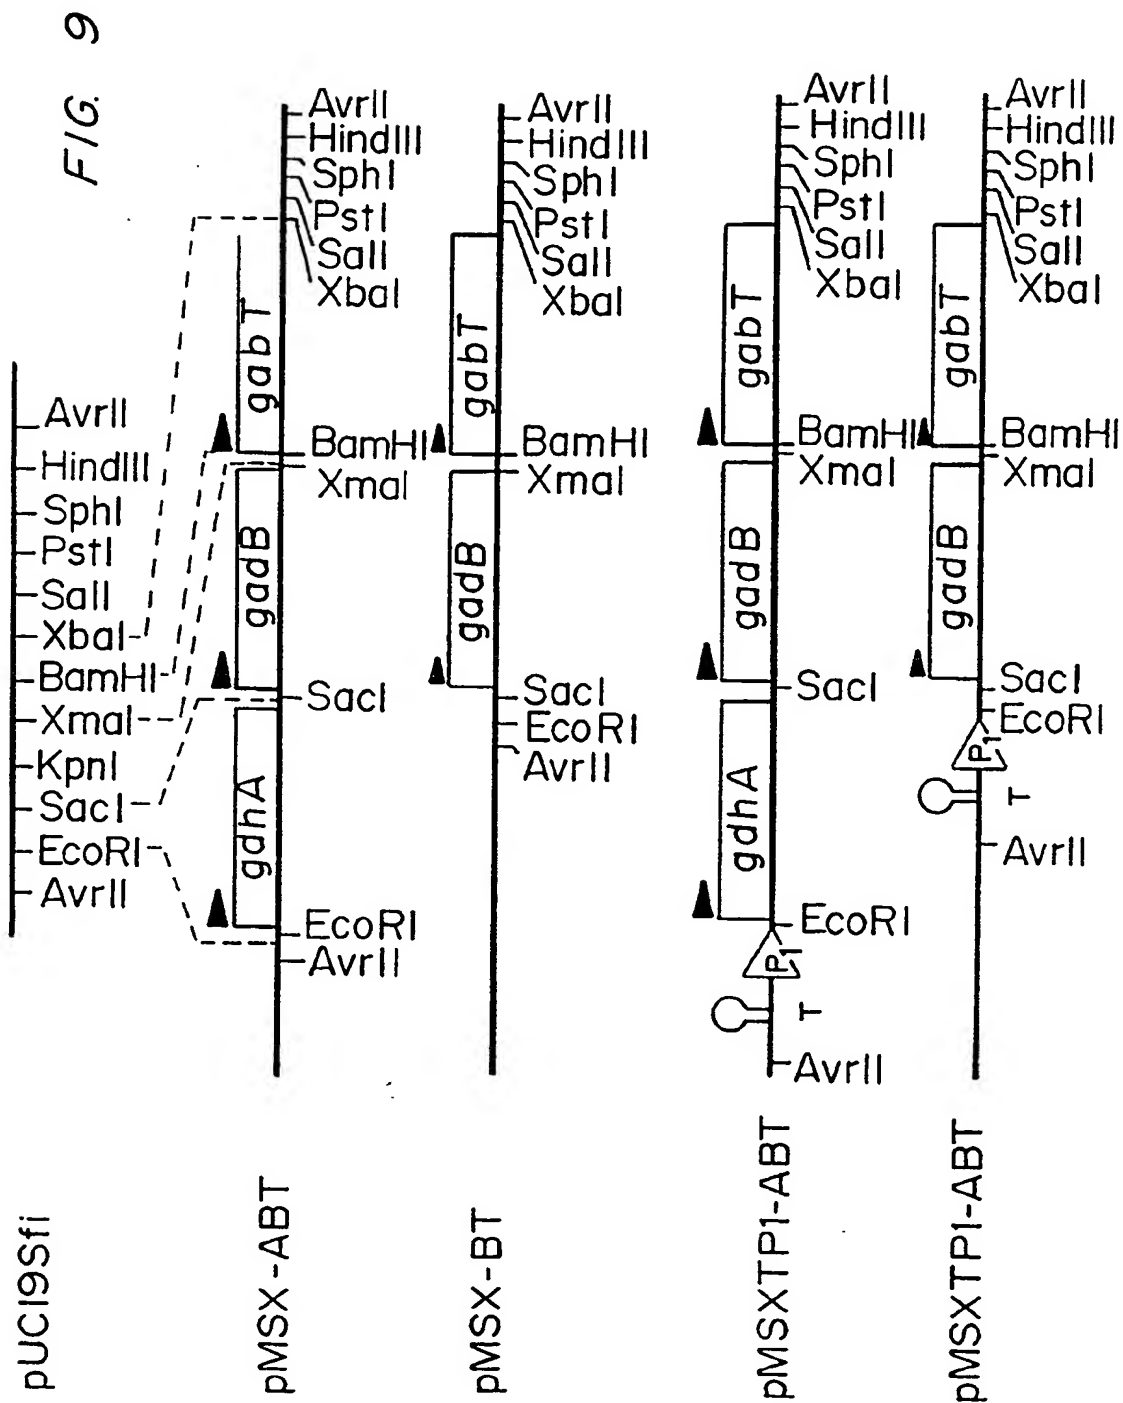 FIG. 9
pUC19Sfi
AvrII
HindIII
SphI
PstI
SalI
XbaI
BamHI
XmaI
KpnI
SacI
EcoRI
AvrII
pMSX-ABT
AvrII
HindIII
SphI
PstI
SalI
XbaI
gabT
BamHI
XmaI
gadB
SacI
gdhA
EcoRI
AvrII
pMSX-BT
AvrII
HindIII
SphI
PstI
SalI
XbaI
gabT
BamHI
XmaI
gadB
SacI
EcoRI
AvrII
pMSXTP1-ABT
AvrII
HindIII
SphI
PstI
SalI
XbaI
gabT
BamHI
XmaI
gadB
SacI
gdhA
EcoRI
P1
T
AvrII
pMSXTP1-ABT
AvrII
HindIII
SphI
PstI
SalI
XbaI
gabT
BamHI
XmaI
gadB
SacI
EcoRI
P1
T
AvrII